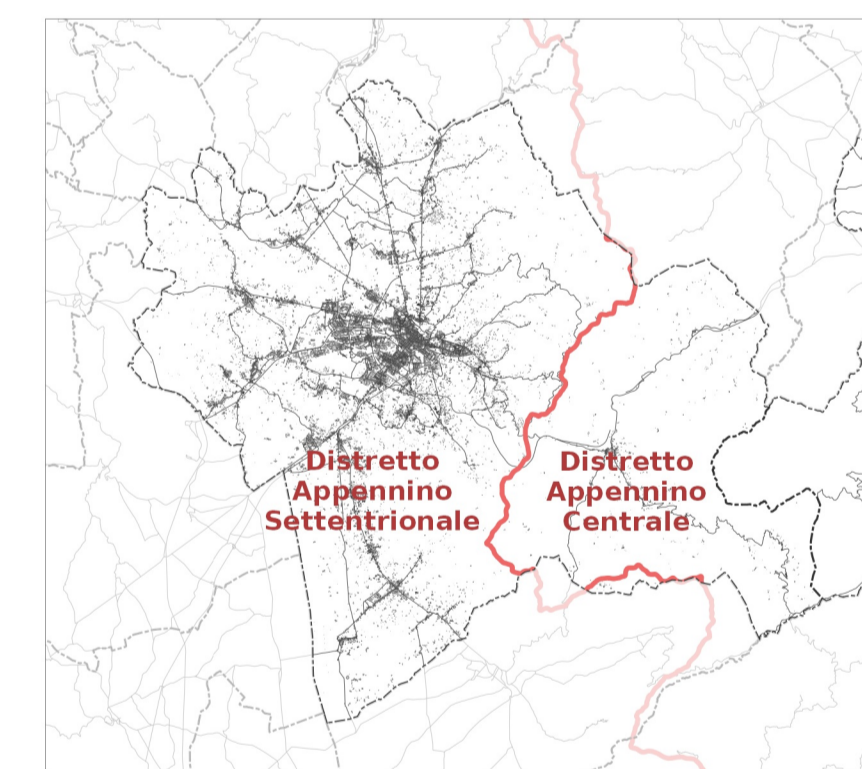 Distretto
Appennino
Settentrionale
Distretto
Appennino
Centrale